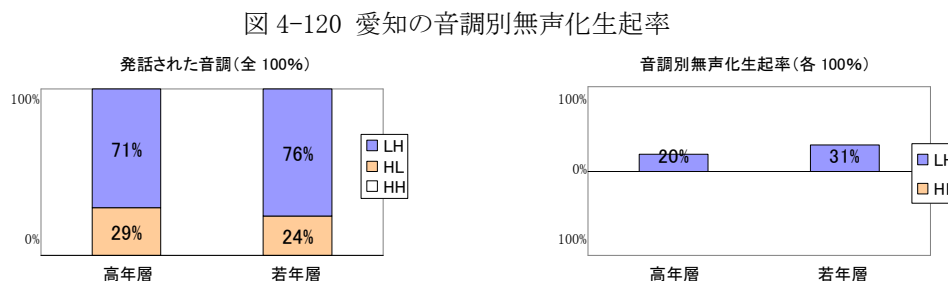 図 4-120 愛知の音調別無声化生起率
発話された音調(全 100%)
100%
71%
76%
29%
24%
0%
高年層
若年層
LH
HL
HH
音調別無声化生起率(各 100%)
100%
20%
31%
0%
100%
高年層
若年層
LH